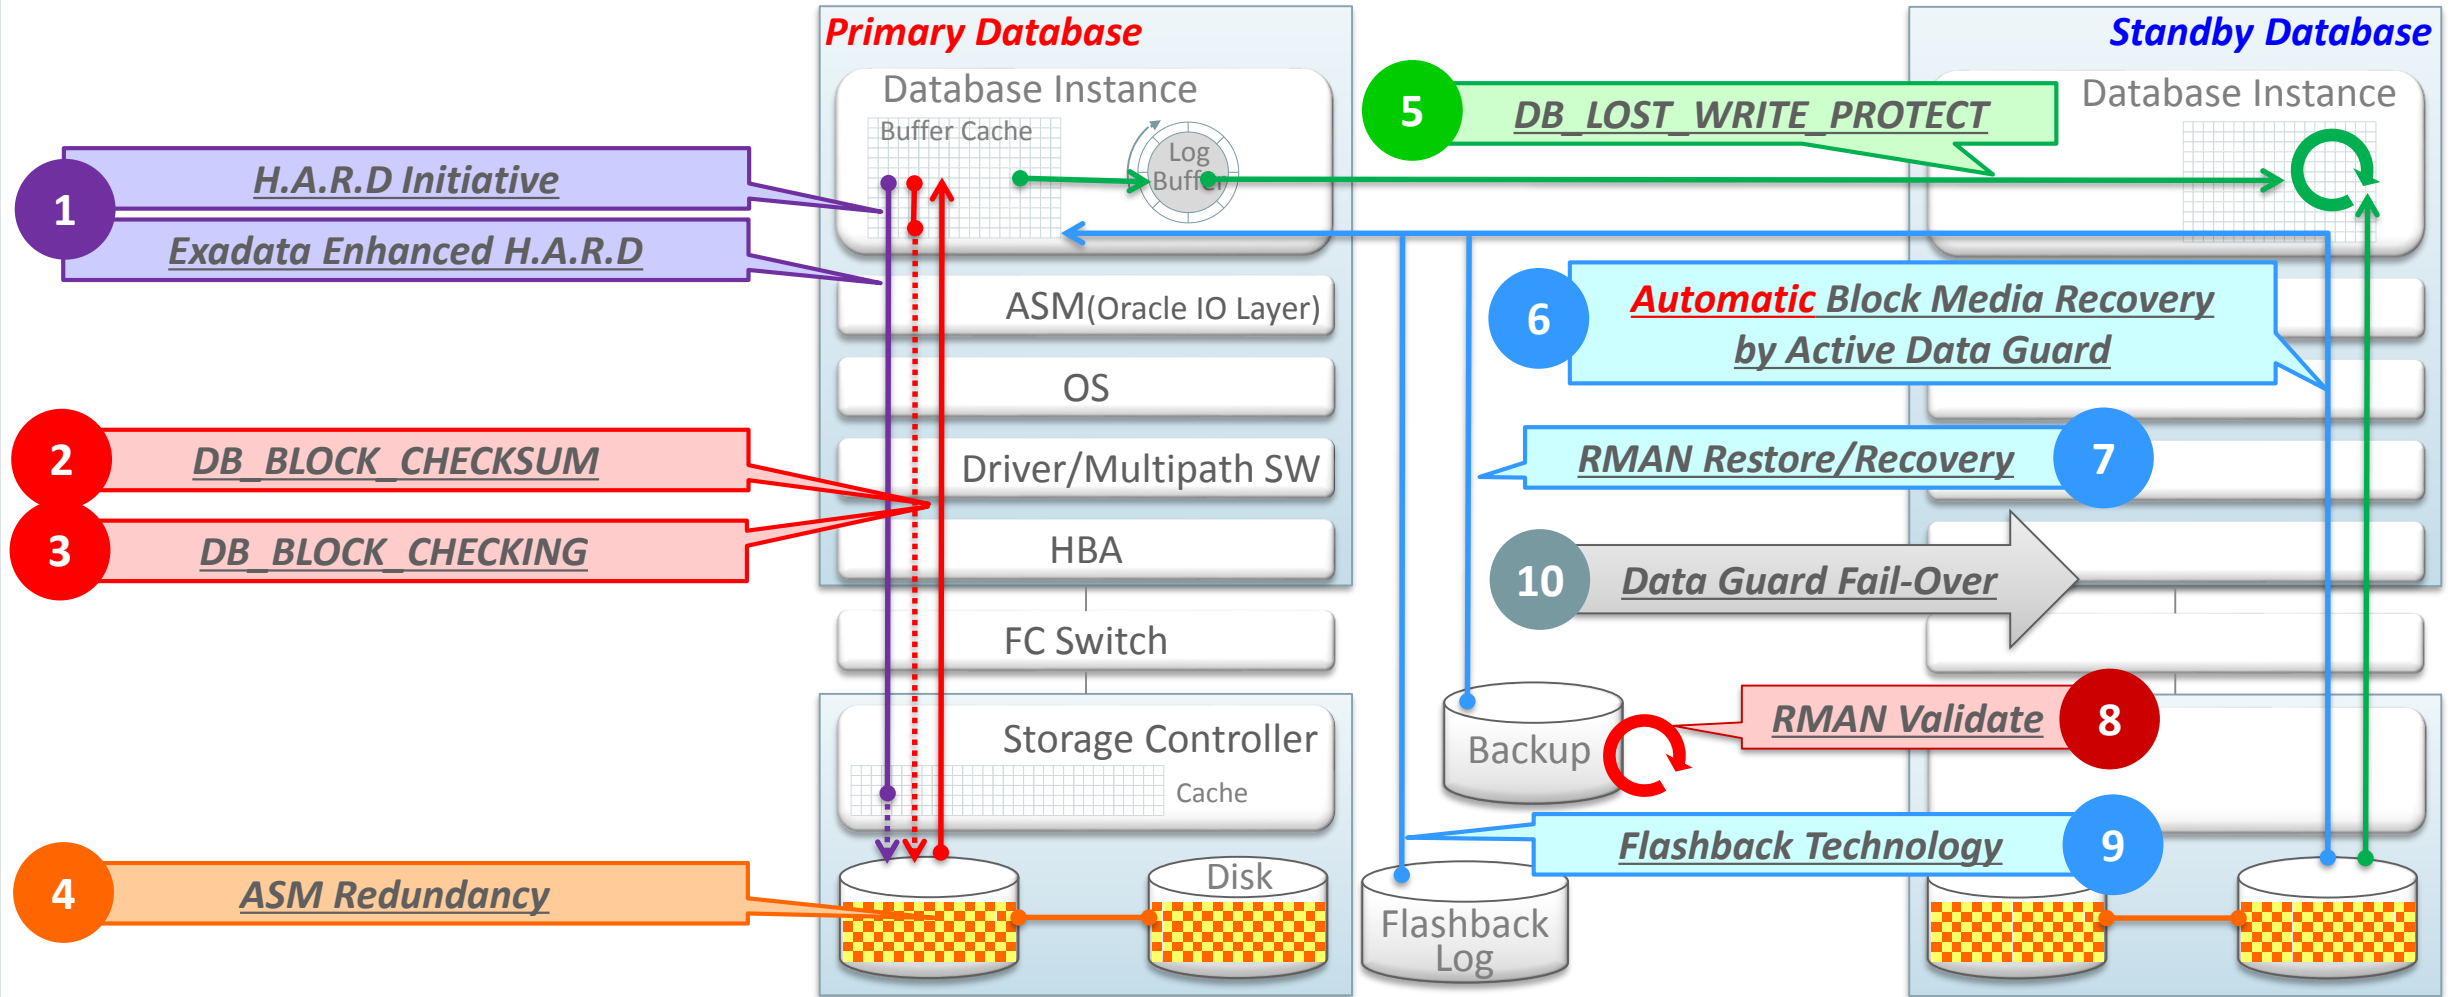 Primary Database
Standby Database
Database Instance
Buffer Cache
Log
Buffer
5
DB_LOST_WRITE_PROTECT
Database Instance
1
H.A.R.D Initiative
Exadata Enhanced H.A.R.D
ASM(Oracle IO Layer)
6
Automatic Block Media Recovery
by Active Data Guard
OS
2
DB_BLOCK_CHECKSUM
Driver/Multipath SW
RMAN Restore/Recovery
7
3
DB_BLOCK_CHECKING
HBA
10
Data Guard Fail-Over
FC Switch
Storage Controller
Cache
Backup
RMAN Validate
8
Flashback Technology
9
4
ASM Redundancy
Disk
Flashback
Log